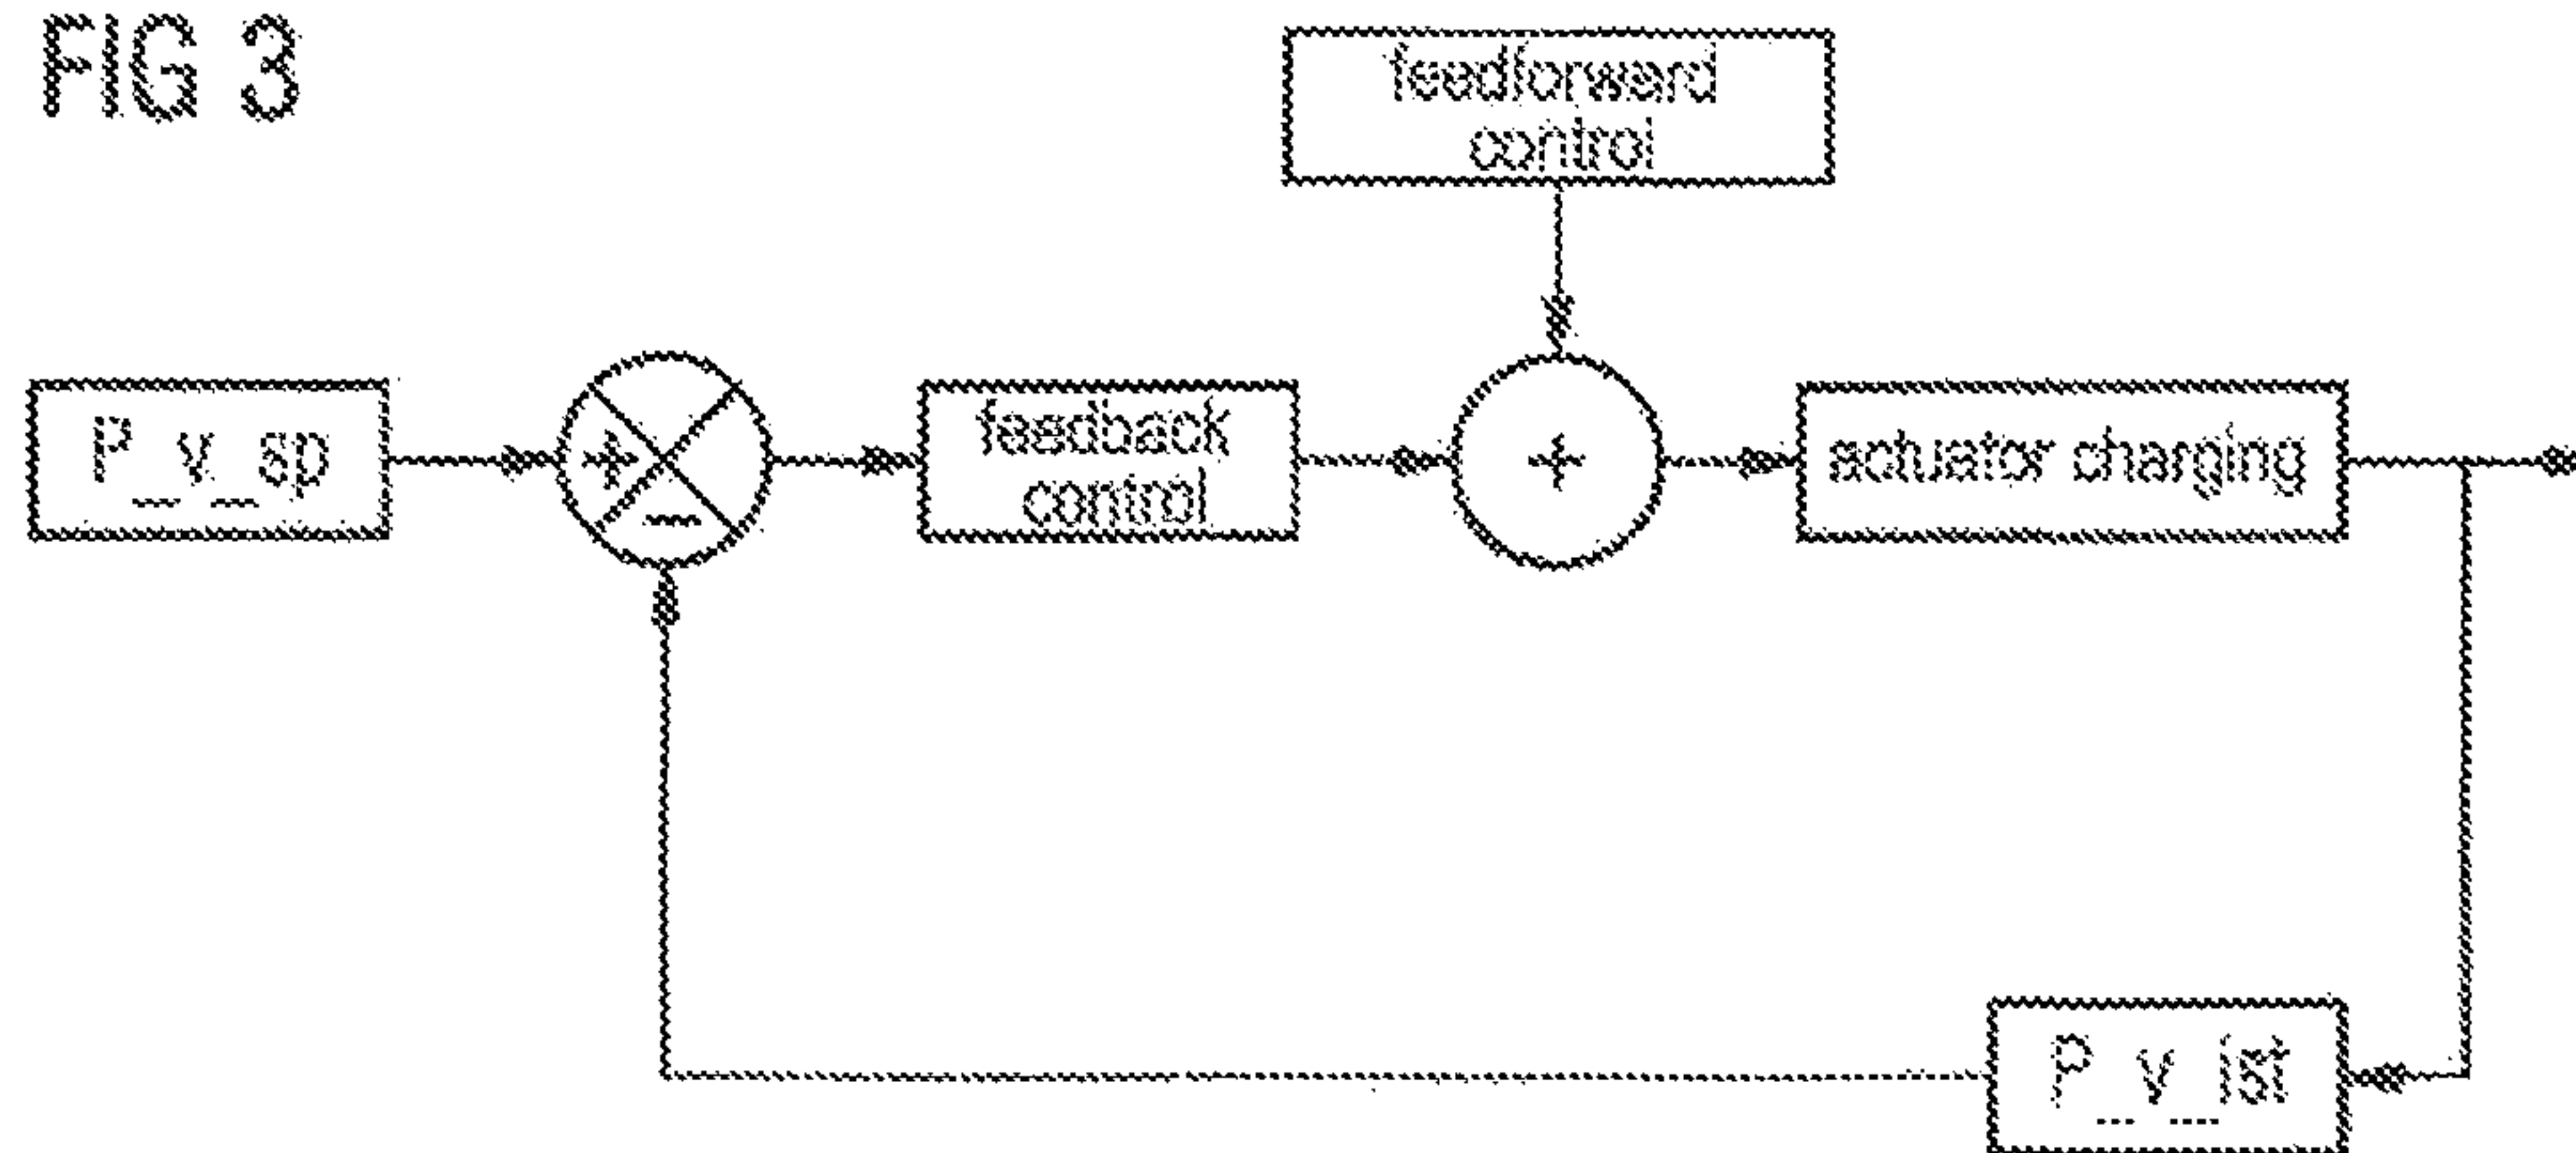 FIG 3
feedforward
control
P_v_sp
+
−
feedback
control
+
actuator charging
P_v_ist